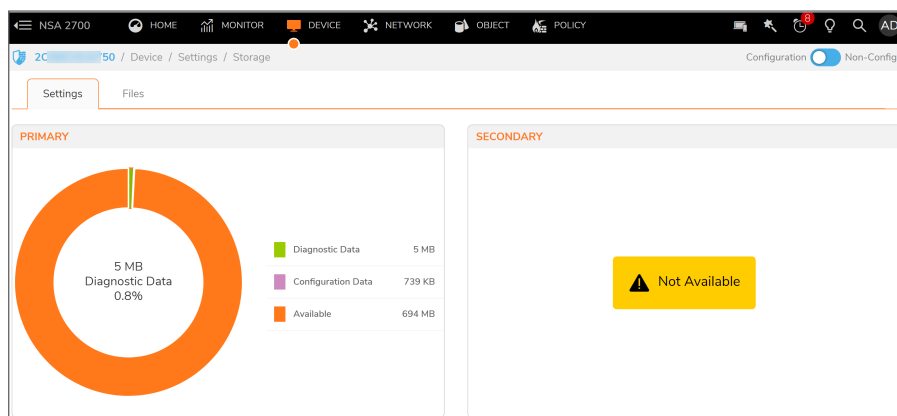 NSA 2700 HOME MONITOR DEVICE NETWORK OBJECT POLICY 8 AD
2C 50 / Device / Settings / Storage Configuration Non-Config
Settings Files
PRIMARY
5 MB
Diagnostic Data
0.8%
Diagnostic Data 5 MB
Configuration Data 739 KB
Available 694 MB
SECONDARY
Not Available